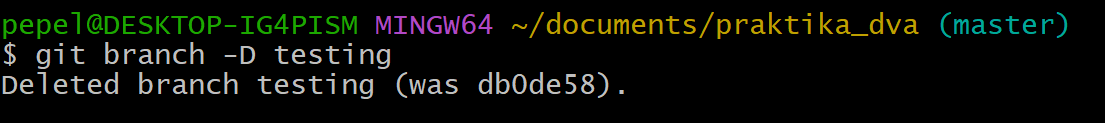 pepel@DESKTOP-IG4PISM MINGW64 ~/documents/praktika_dva (master)
$ git branch -D testing
Deleted branch testing (was db0de58).